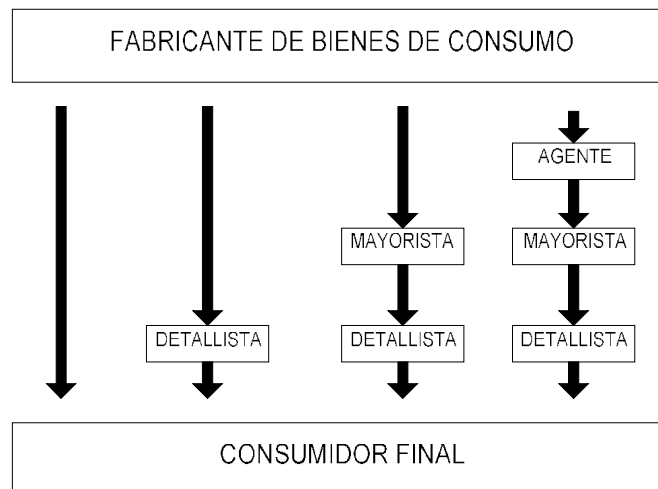 FABRICANTE DE BIENES DE CONSUMO
AGENTE
MAYORISTA
MAYORISTA
DETALLISTA
DETALLISTA
DETALLISTA
CONSUMIDOR FINAL